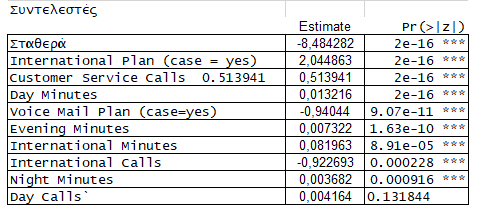 Συντελεστές
Estimate Pr(>|z|)
Σταθερά -8,484282 2e-16 ***
International Plan (case = yes) 2,044863 2e-16 ***
Customer Service Calls 0.513941 0,513941 2e-16 ***
Day Minutes 0,013216 2e-16 ***
Voice Mail Plan (case=yes) -0,94044 9.07e-11 ***
Evening Minutes 0,007322 1.63e-10 ***
International Minutes 0,081963 8.91e-05 ***
International Calls -0,922693 0.000228 ***
Night Minutes 0,003682 0.000916 ***
Day Calls` 0,004164 0.131844